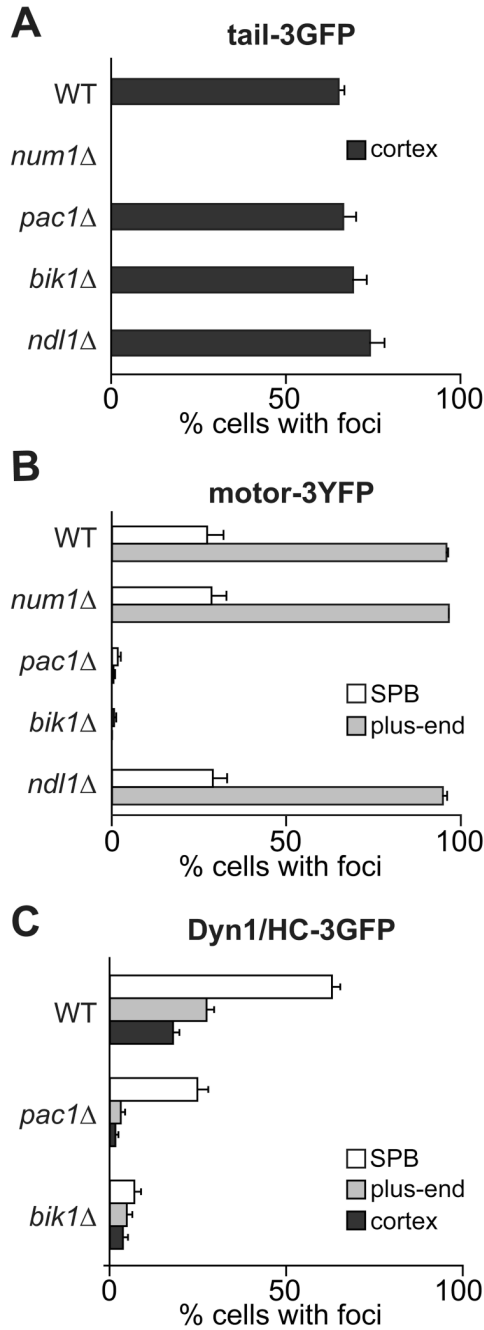 A
tail-3GFP
WT
num1Δ
cortex
pac1Δ
bik1Δ
ndl1Δ
0 50 100
% cells with foci
B
motor-3YFP
WT
num1Δ
pac1Δ
SPB
bik1Δ
plus-end
ndl1Δ
0 50 100
% cells with foci
C
Dyn1/HC-3GFP
WT
pac1Δ
SPB
plus-end
bik1Δ
cortex
0 50 100
% cells with foci